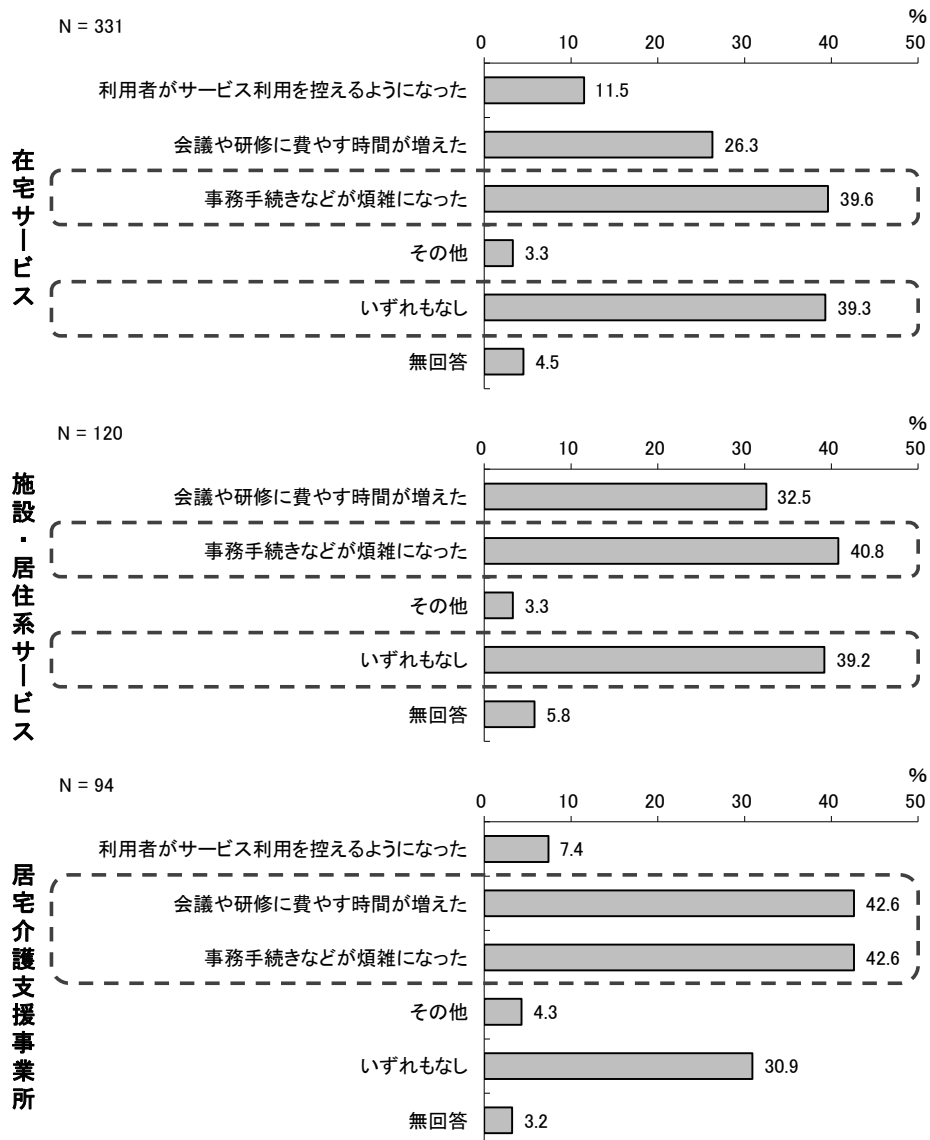 N = 331
%
0 10 20 30 40 50
在宅サービス
利用者がサービス利用を控えるようになった 11.5
会議や研修に費やす時間が増えた 26.3
事務手続きなどが煩雑になった 39.6
その他 3.3
いずれもなし 39.3
無回答 4.5
N = 120
%
0 10 20 30 40 50
施設・居住系サービス
会議や研修に費やす時間が増えた 32.5
事務手続きなどが煩雑になった 40.8
その他 3.3
いずれもなし 39.2
無回答 5.8
N = 94
%
0 10 20 30 40 50
居宅介護支援事業所
利用者がサービス利用を控えるようになった 7.4
会議や研修に費やす時間が増えた 42.6
事務手続きなどが煩雑になった 42.6
その他 4.3
いずれもなし 30.9
無回答 3.2